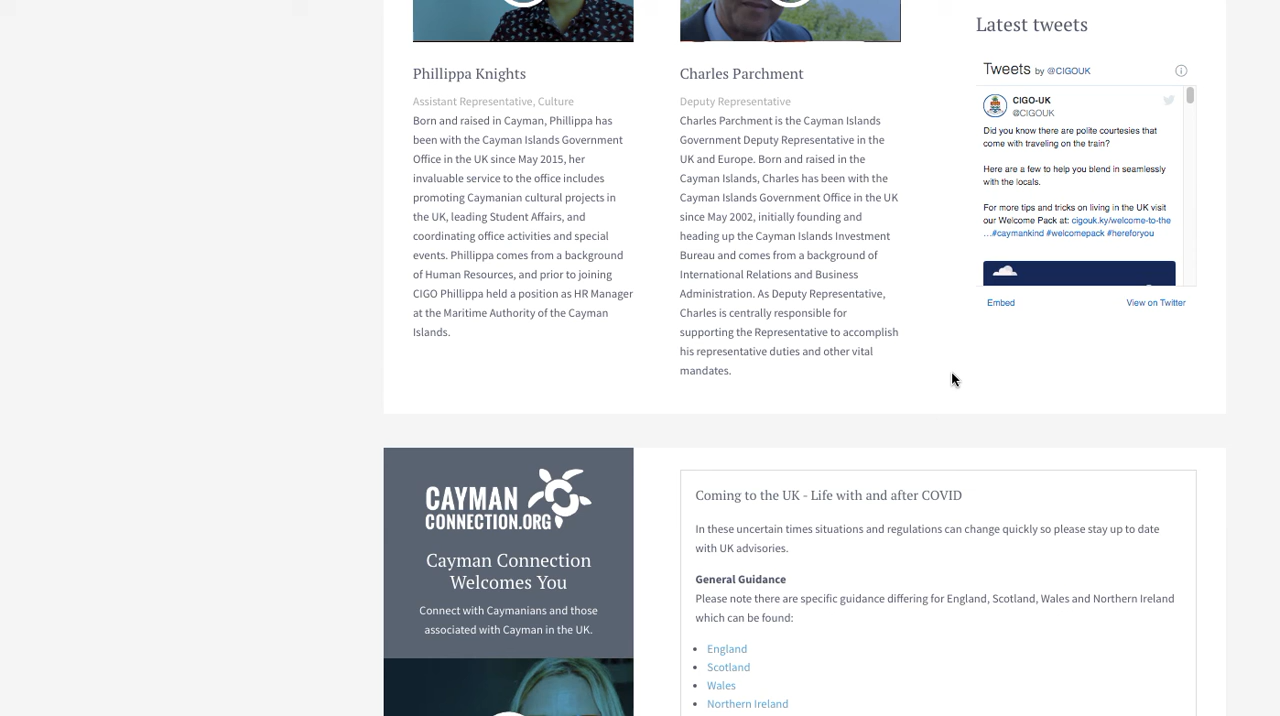 Phillippa Knights
Assistant Representative, Culture
Born and raised in Cayman, Phillippa has
been with the Cayman Islands Government
Office in the UK since May 2015, her
invaluable service to the office includes
promoting Caymanian cultural projects in
the UK, leading Student Affairs, and
coordinating office activities and special
events. Phillippa comes from a background
of Human Resources, and prior to joining
CIGO Phillippa held a position as HR Manager
at the Maritime Authority of the Cayman
Islands.
Charles Parchment
Deputy Representative
Charles Parchment is the Cayman Islands
Government Deputy Representative in the
UK and Europe. Born and raised in the
Cayman Islands, Charles has been with the
Cayman Islands Government Office in the UK
since May 2002, initially founding and
heading up the Cayman Islands Investment
Bureau and comes from a background of
International Relations and Business
Administration. As Deputy Representative,
Charles is centrally responsible for
supporting the Representative to accomplish
his representative duties and other vital
mandates.
Latest tweets
Tweets by @CIGOUK
CIGO-UK
@CIGOUK
Did you know there are polite courtesies that
come with traveling on the train?
Here are a few to help you blend in seamlessly
with the locals.
For more tips and tricks on living in the UK visit
our Welcome Pack at: cigouk.ky/welcome-to-the
…#caymankind #welcomepack #hereforyou
Embed
View on Twitter
CAYMAN
CONNECTION.ORG
Cayman Connection
Welcomes You
Connect with Caymanians and those
associated with Cayman in the UK.
Coming to the UK - Life with and after COVID
In these uncertain times situations and regulations can change quickly so please stay up to date
with UK advisories.
General Guidance
Please note there are specific guidance differing for England, Scotland, Wales and Northern Ireland
which can be found:
• England
• Scotland
• Wales
• Northern Ireland